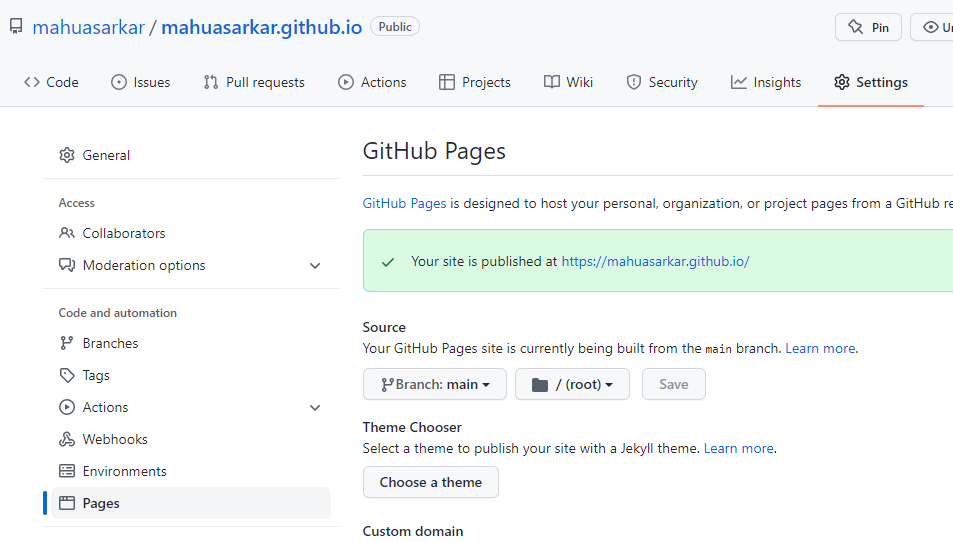 mahuasarkar / mahuasarkar.github.io Public
Pin
Code
Issues
Pull requests
Actions
Projects
Wiki
Security
Insights
Settings
General
Access
Collaborators
Moderation options
Code and automation
Branches
Tags
Actions
Webhooks
Environments
Pages
GitHub Pages
GitHub Pages is designed to host your personal, organization, or project pages from a GitHub re
Your site is published at https://mahuasarkar.github.io/
Source
Your GitHub Pages site is currently being built from the main branch. Learn more.
Branch: main
/ (root)
Save
Theme Chooser
Select a theme to publish your site with a Jekyll theme. Learn more.
Choose a theme
Custom domain